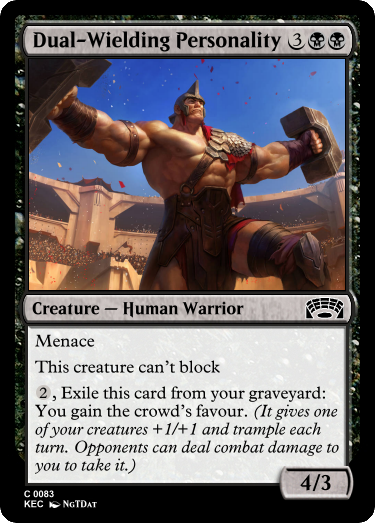 Dual-Wielding Personality 3
Creature — Human Warrior
Menace
This creature can't block
2, Exile this card from your graveyard:
You gain the crowd's favour. (It gives one
of your creatures +1/+1 and trample each
turn. Opponents can deal combat damage to
you to take it.)
4/3
C 0083
KEC NGTDAT